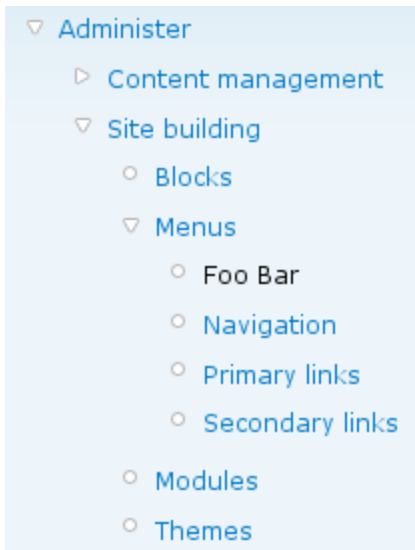 Administer
Content management
Site building
Blocks
Menus
Foo Bar
Navigation
Primary links
Secondary links
Modules
Themes